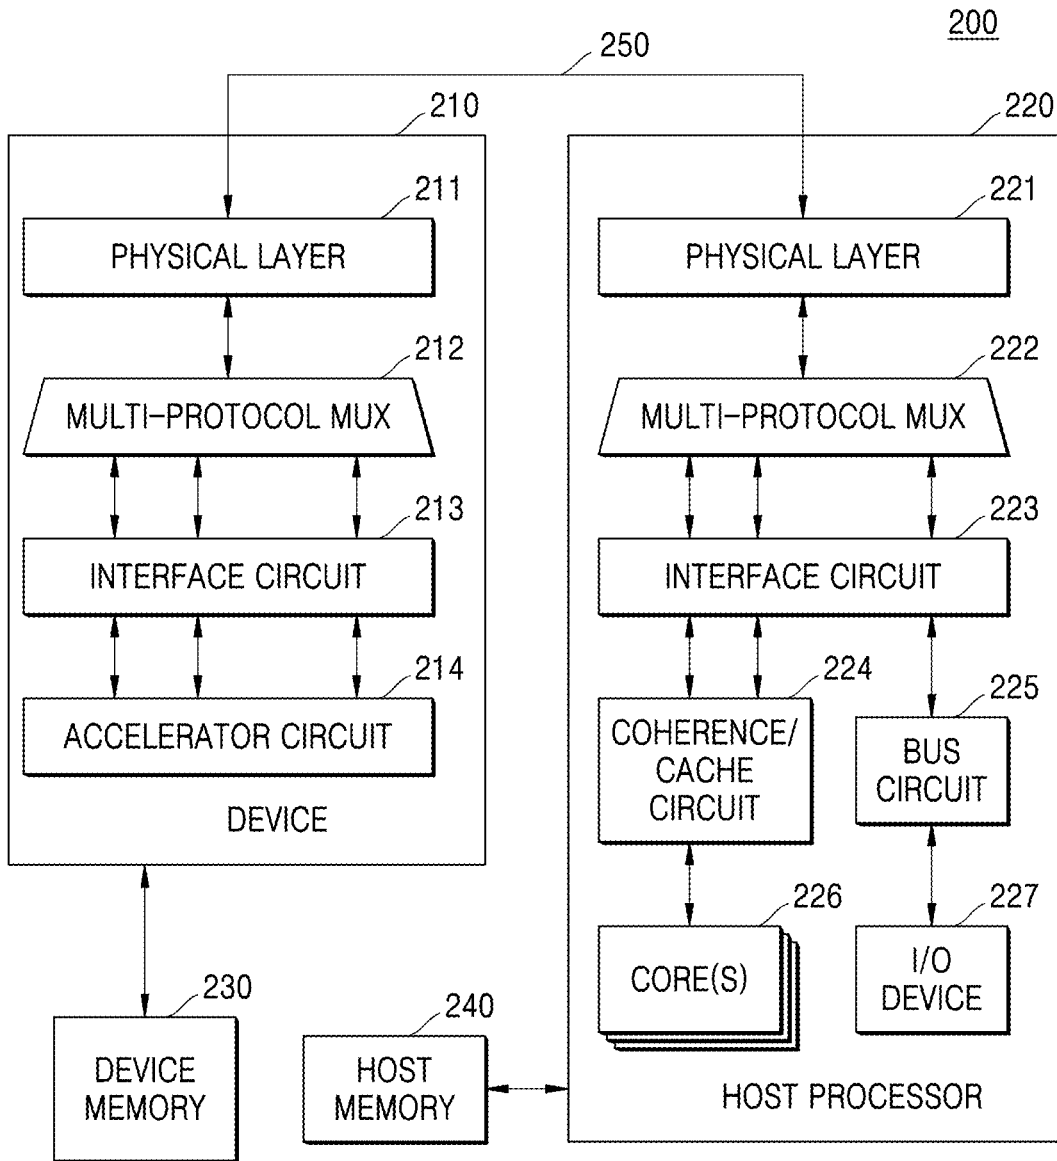 200
250
210
220
211
PHYSICAL LAYER
221
PHYSICAL LAYER
212
MULTI-PROTOCOL MUX
222
MULTI-PROTOCOL MUX
213
INTERFACE CIRCUIT
223
INTERFACE CIRCUIT
214
ACCELERATOR CIRCUIT
DEVICE
224
COHERENCE/
CACHE
CIRCUIT
225
BUS
CIRCUIT
226
CORE(S)
227
I/O
DEVICE
230
DEVICE
MEMORY
240
HOST
MEMORY
HOST PROCESSOR